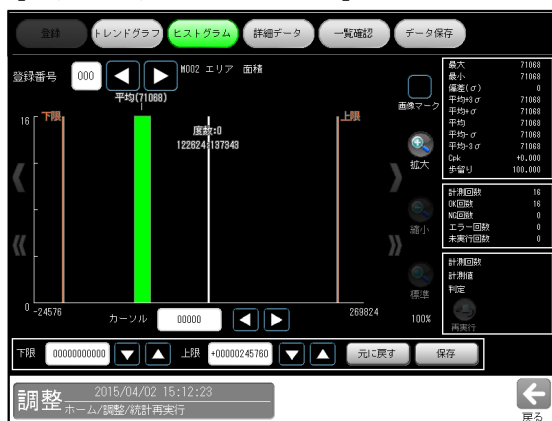 登録 トレンドグラフ ヒストグラム 詳細データ 一覧確認 データ保存
登録番号 000 M002 エリア 面積
平均(71068)
16 下限 上限
度数:0
122624:137343
0 -24576 269824
カーソル 00000
下限 00000000000 上限 +00000245760 元に戻す 保存
画像マーク
拡大
縮小
標準
100%
最大 71068
最小 71068
偏差(σ) 0
平均+3σ 71068
平均+σ 71068
平均 71068
平均-σ 71068
平均-3σ 71068
Cpk +0.000
歩留り 100.000
計測回数 16
OK回数 16
NG回数 0
エラー回数 0
未実行回数 0
計測回数
計測値
判定
再実行
調整 2015/04/02 15:12:23
ホーム/調整/統計再実行
戻る